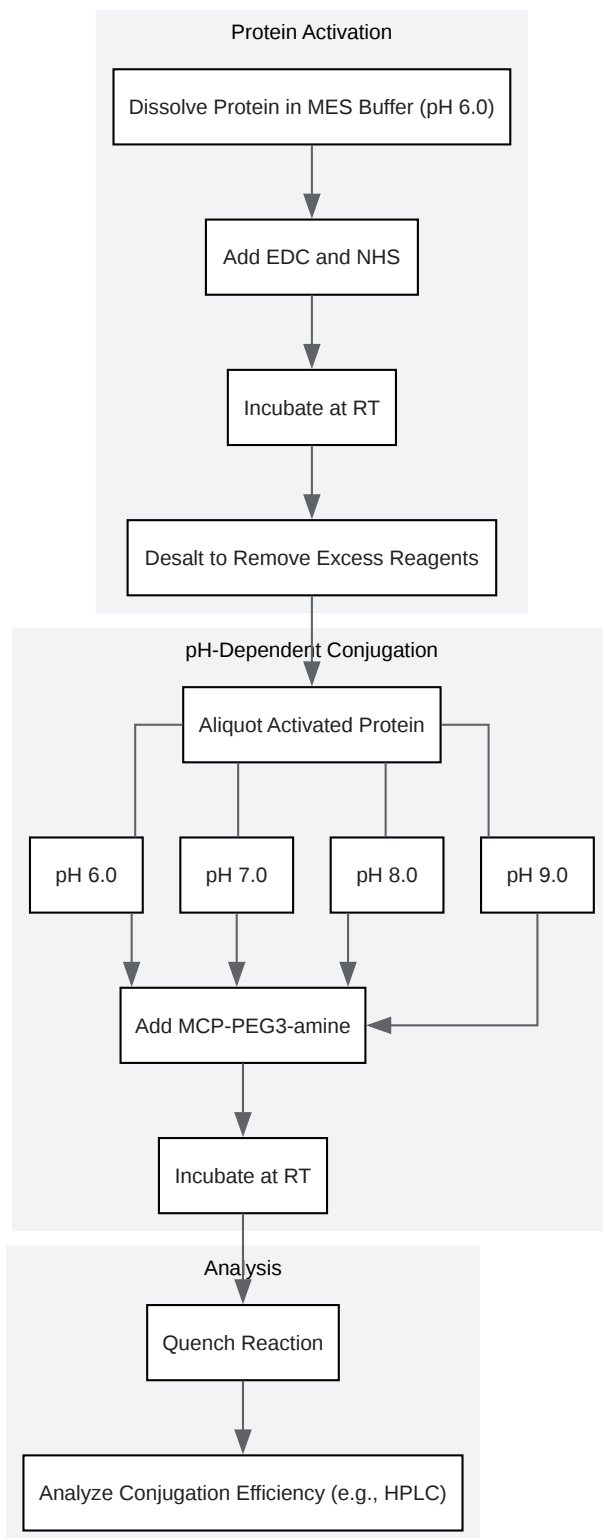 Protein Activation
Dissolve Protein in MES Buffer (pH 6.0)
Add EDC and NHS
Incubate at RT
Desalt to Remove Excess Reagents
pH-Dependent Conjugation
Aliquot Activated Protein
pH 6.0
pH 7.0
pH 8.0
pH 9.0
Add MCP-PEG3-amine
Incubate at RT
Analysis
Quench Reaction
Analyze Conjugation Efficiency (e.g., HPLC)